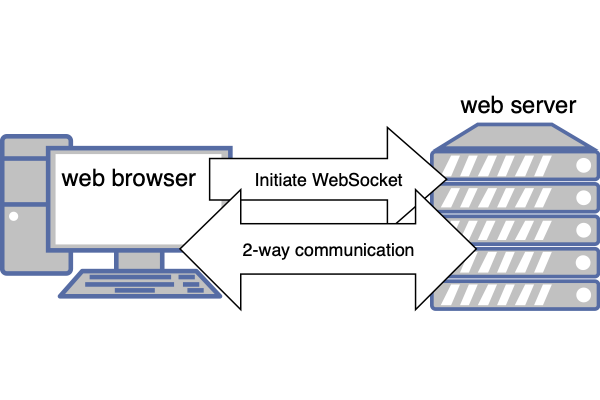 web server
web browser
Initiate WebSocket
2-way communication